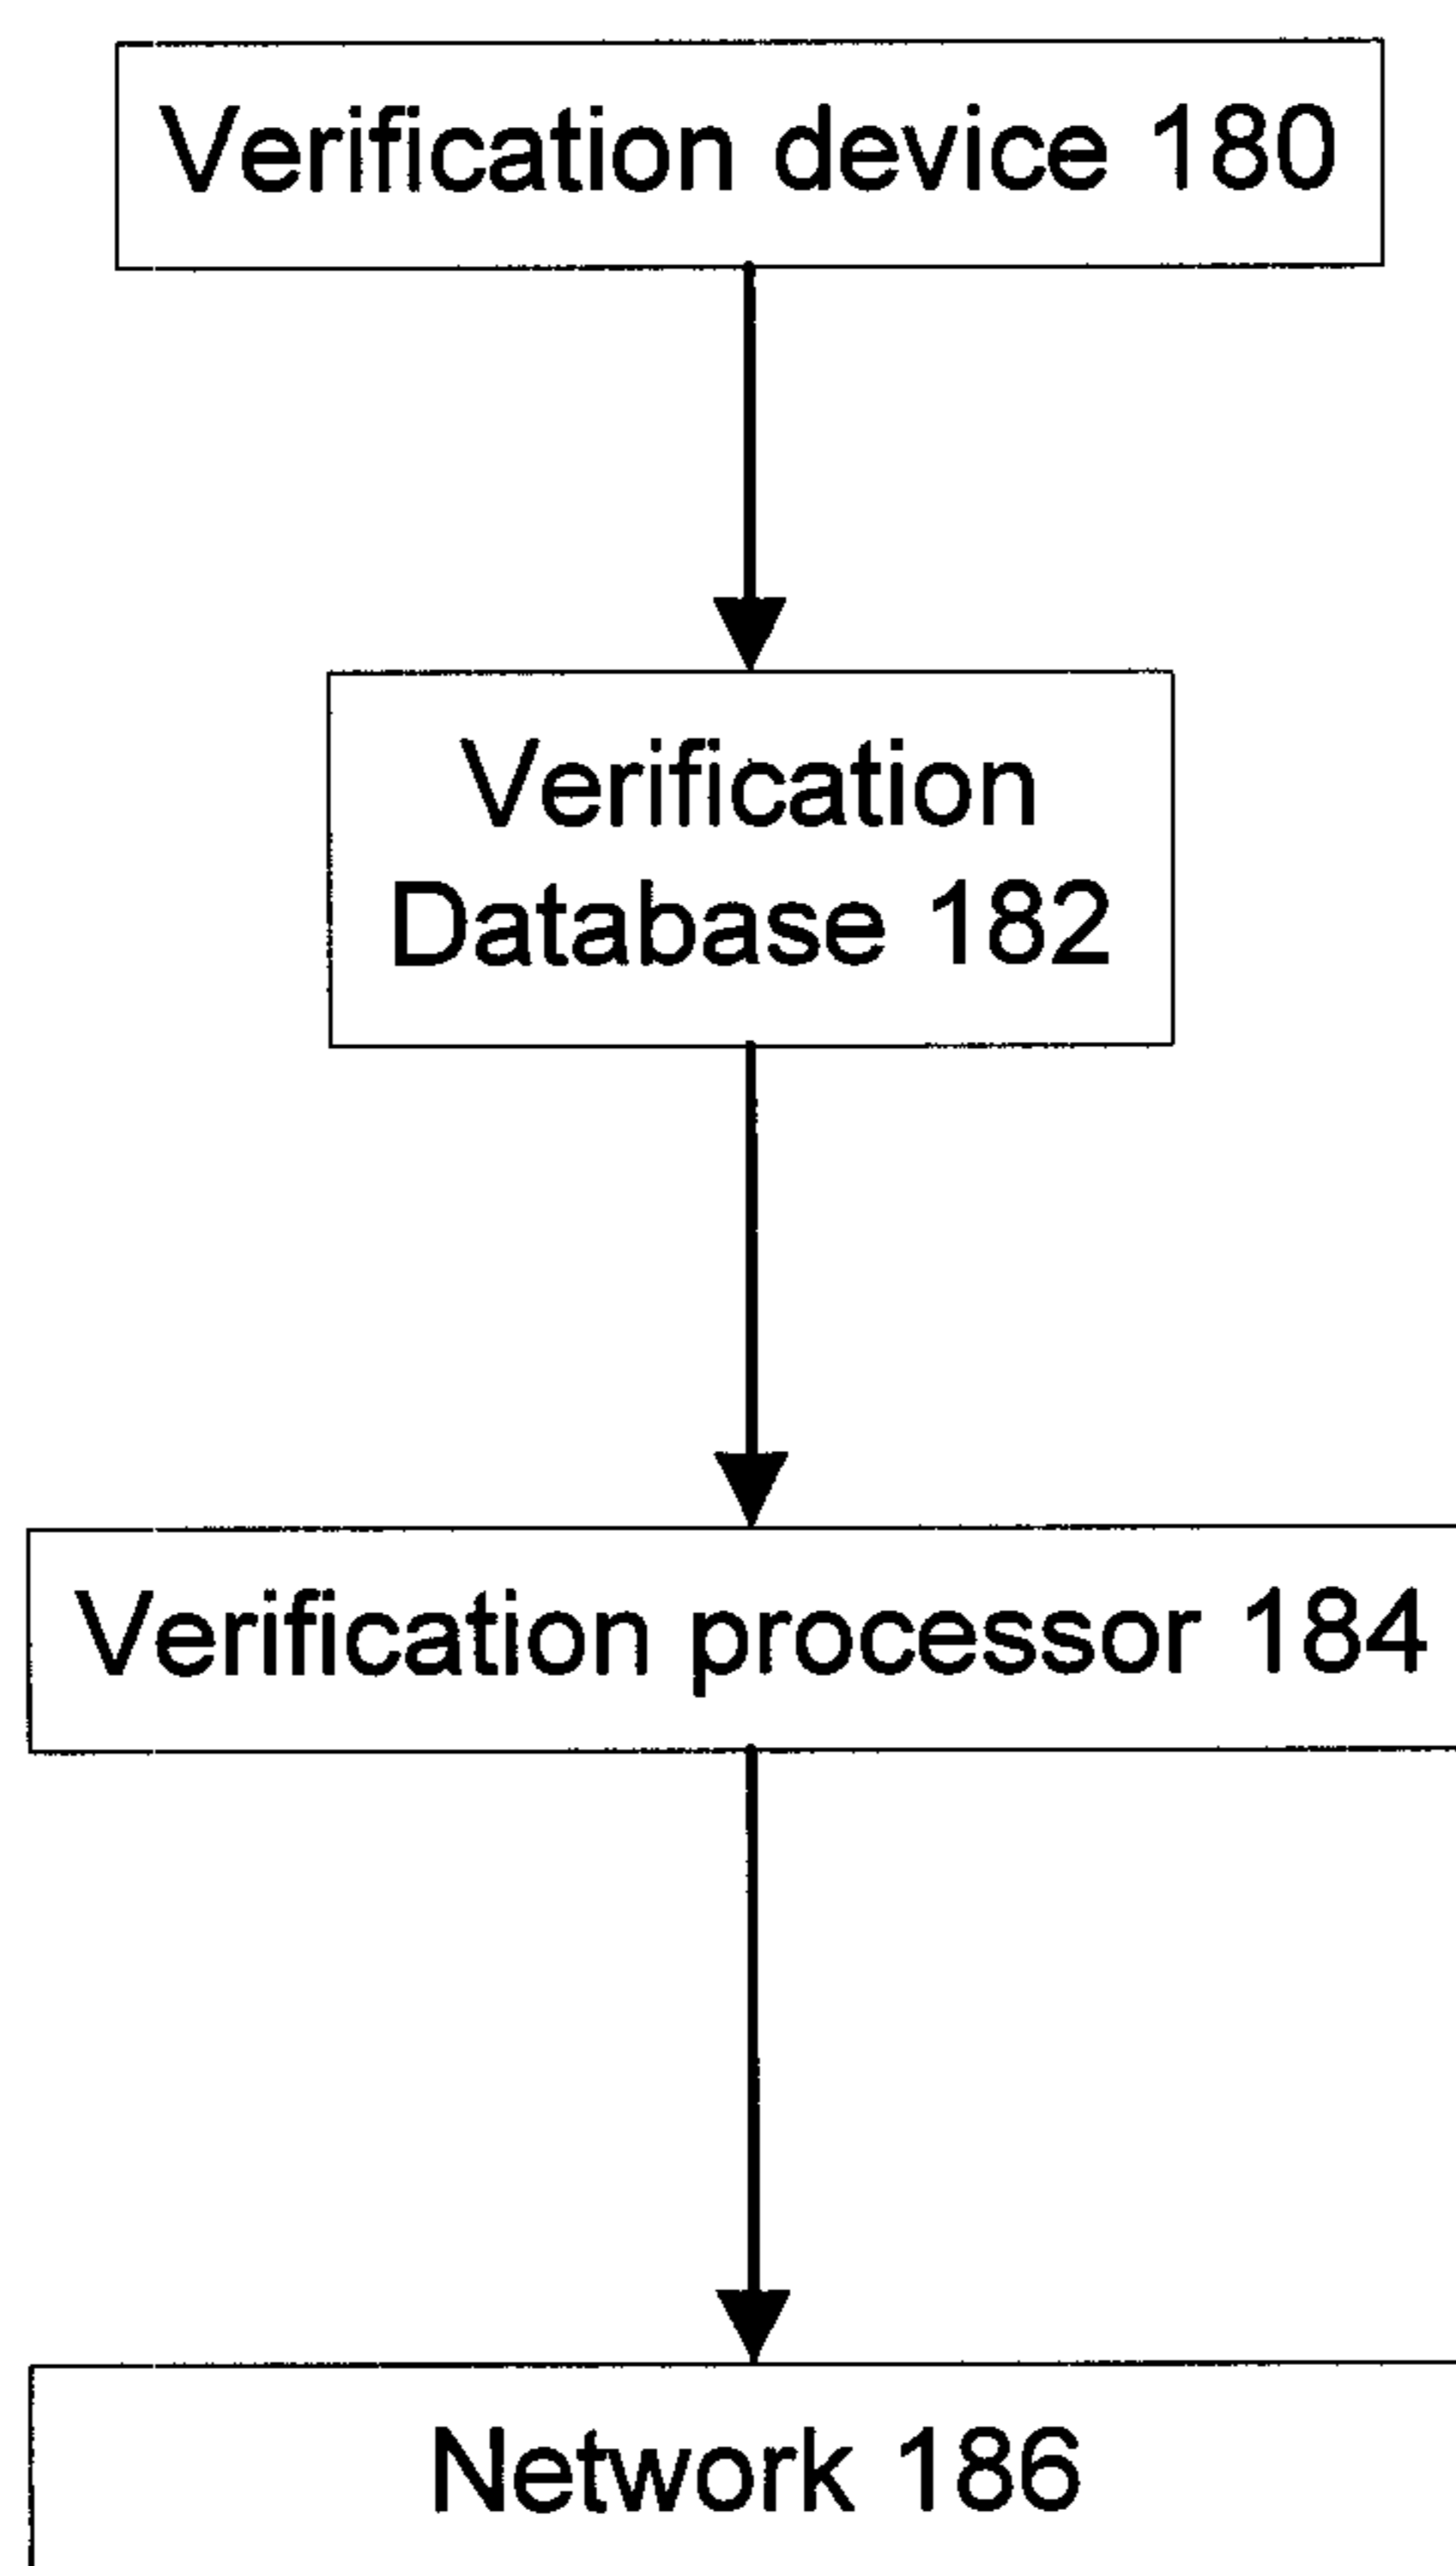 Verification device 180
Verification
Database 182
Verification processor 184
Network 186